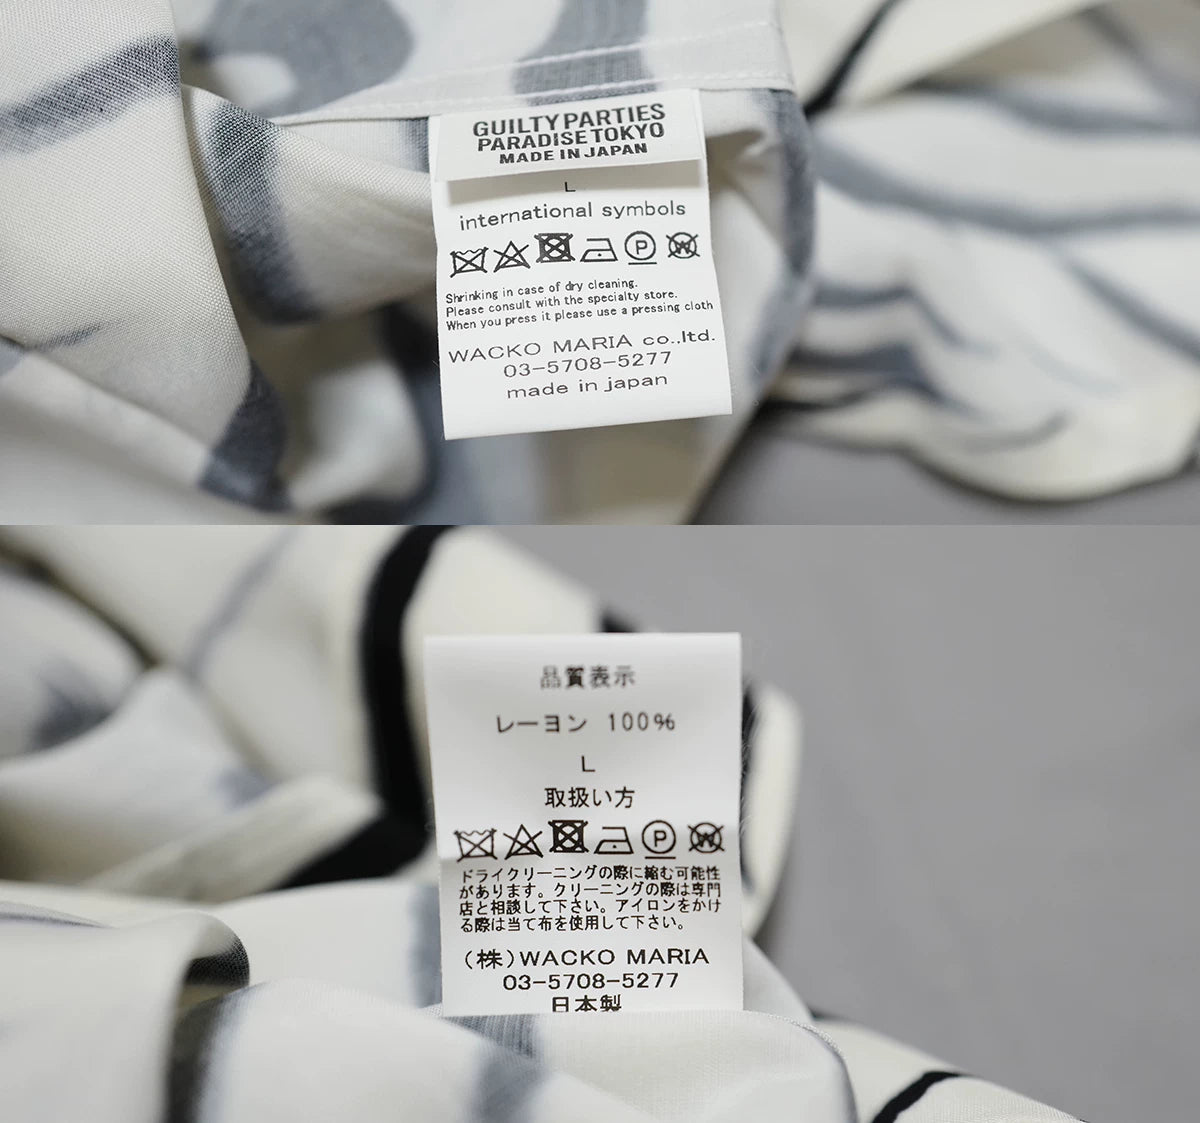 GUILTY PARTIES
PARADISE TOKYO
MADE IN JAPAN
L
international symbols
P
W
Shrinking in case of dry cleaning.
Please consult with the specialty store.
When you press it please use a pressing cloth
WACKO MARIA co.,ltd.
03-5708-5277
made in japan
品質表示
レーヨン 100%
L
取扱い方
P
W
ドライクリーニングの際に縮む可能性
があります。クリーニングの際は専門
店と相談して下さい。アイロンをかけ
る際は当て布を使用して下さい。
(株)WACKO MARIA
03-5708-5277
日本製